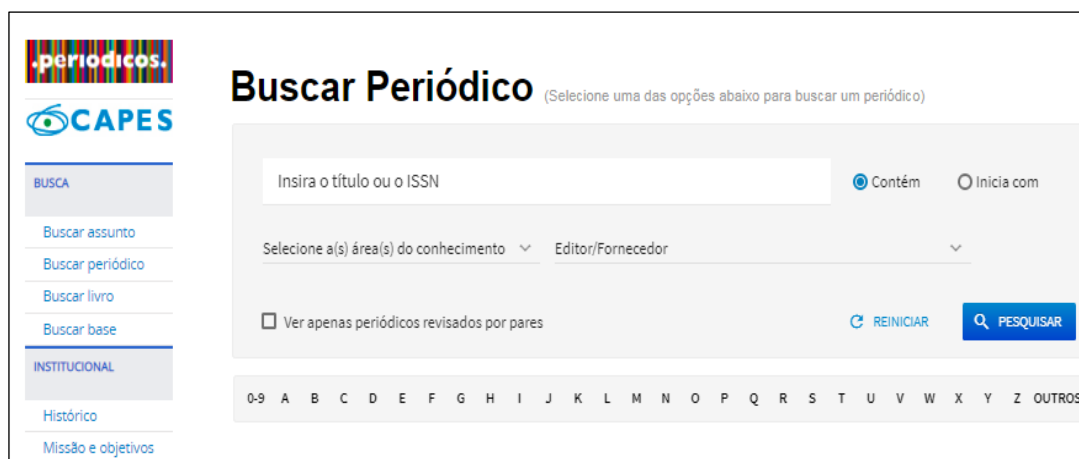 .periodicos.
CAPES
BUSCA
Buscar assunto
Buscar periódico
Buscar livro
Buscar base
INSTITUCIONAL
Histórico
Missão e objetivos
Buscar Periódico (Selecione uma das opções abaixo para buscar um periódico)
Insira o título ou o ISSN Contém Inicia com
Selecione a(s) área(s) do conhecimento Editor/Fornecedor
Ver apenas periódicos revisados por pares REINICIAR PESQUISAR
0-9 A B C D E F G H I J K L M N O P Q R S T U V W X Y Z OUTROS